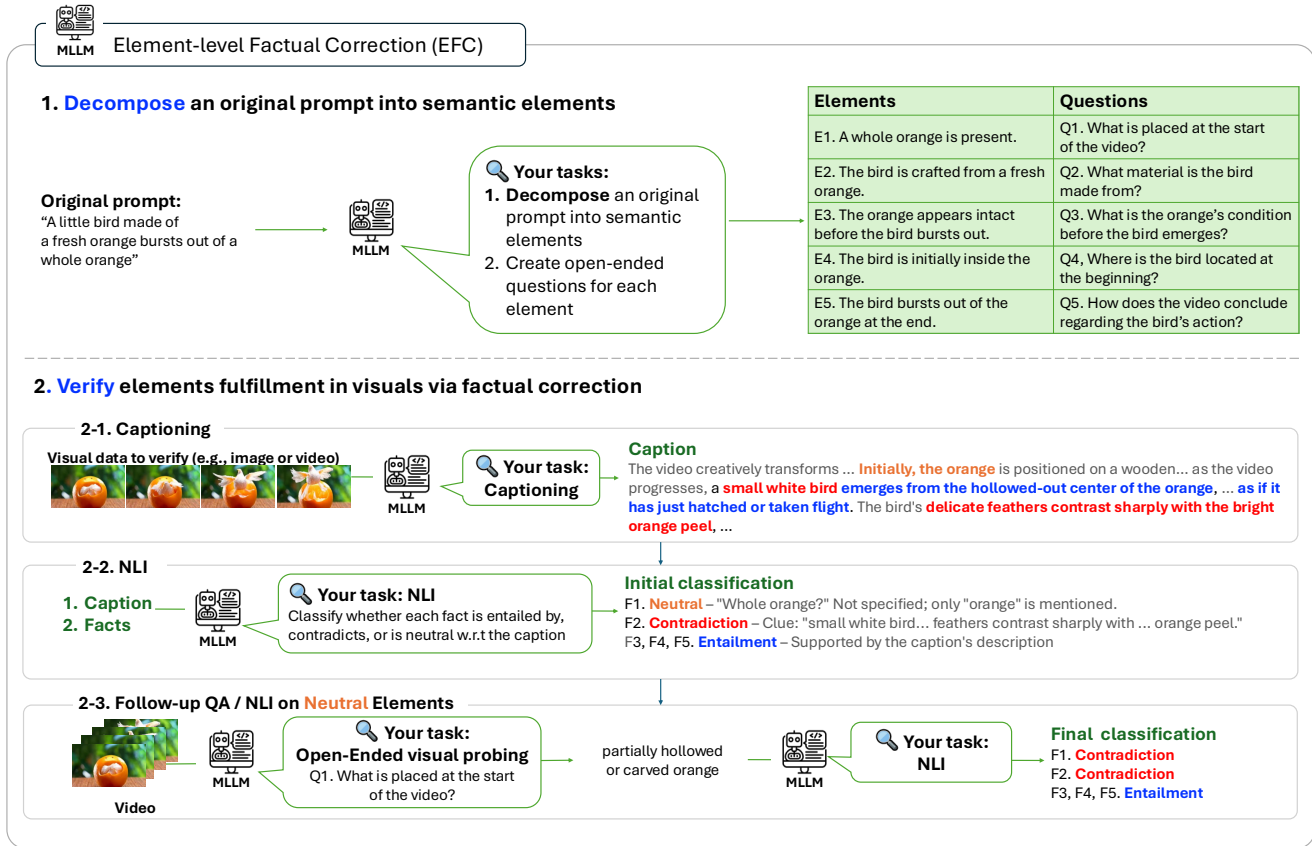 MLLM
Element-level Factual Correction (EFC)
1. Decompose an original prompt into semantic elements
Original prompt:
“A little bird made of
a fresh orange bursts out of a
whole orange”
MLLM
Your tasks:
1. Decompose an original
prompt into semantic
elements
2. Create open-ended
questions for each
element
Elements
Questions
E1. A whole orange is present.
Q1. What is placed at the start
of the video?
E2. The bird is crafted from a fresh
orange.
Q2. What material is the bird
made from?
E3. The orange appears intact
before the bird bursts out.
Q3. What is the orange’s condition
before the bird emerges?
E4. The bird is initially inside the
orange.
Q4, Where is the bird located at
the beginning?
E5. The bird bursts out of the
orange at the end.
Q5. How does the video conclude
regarding the bird’s action?
2. Verify elements fulfillment in visuals via factual correction
2-1. Captioning
Visual data to verify (e.g., image or video)
MLLM
Your task:
Captioning
Caption
The video creatively transforms ... Initially, the orange is positioned on a wooden... as the video
progresses, a small white bird emerges from the hollowed-out center of the orange, ... as if it
has just hatched or taken flight. The bird's delicate feathers contrast sharply with the bright
orange peel, ...
2-2. NLI
1. Caption
2. Facts
MLLM
Your task: NLI
Classify whether each fact is entailed by,
contradicts, or is neutral w.r.t the caption
Initial classification
F1. Neutral – "Whole orange?" Not specified; only "orange" is mentioned.
F2. Contradiction – Clue: "small white bird... feathers contrast sharply with ... orange peel."
F3, F4, F5. Entailment – Supported by the caption's description
2-3. Follow-up QA / NLI on Neutral Elements
Video
MLLM
Your task:
Open-Ended visual probing
Q1. What is placed at the start
of the video?
partially hollowed
or carved orange
MLLM
Your task:
NLI
Final classification
F1. Contradiction
F2. Contradiction
F3, F4, F5. Entailment